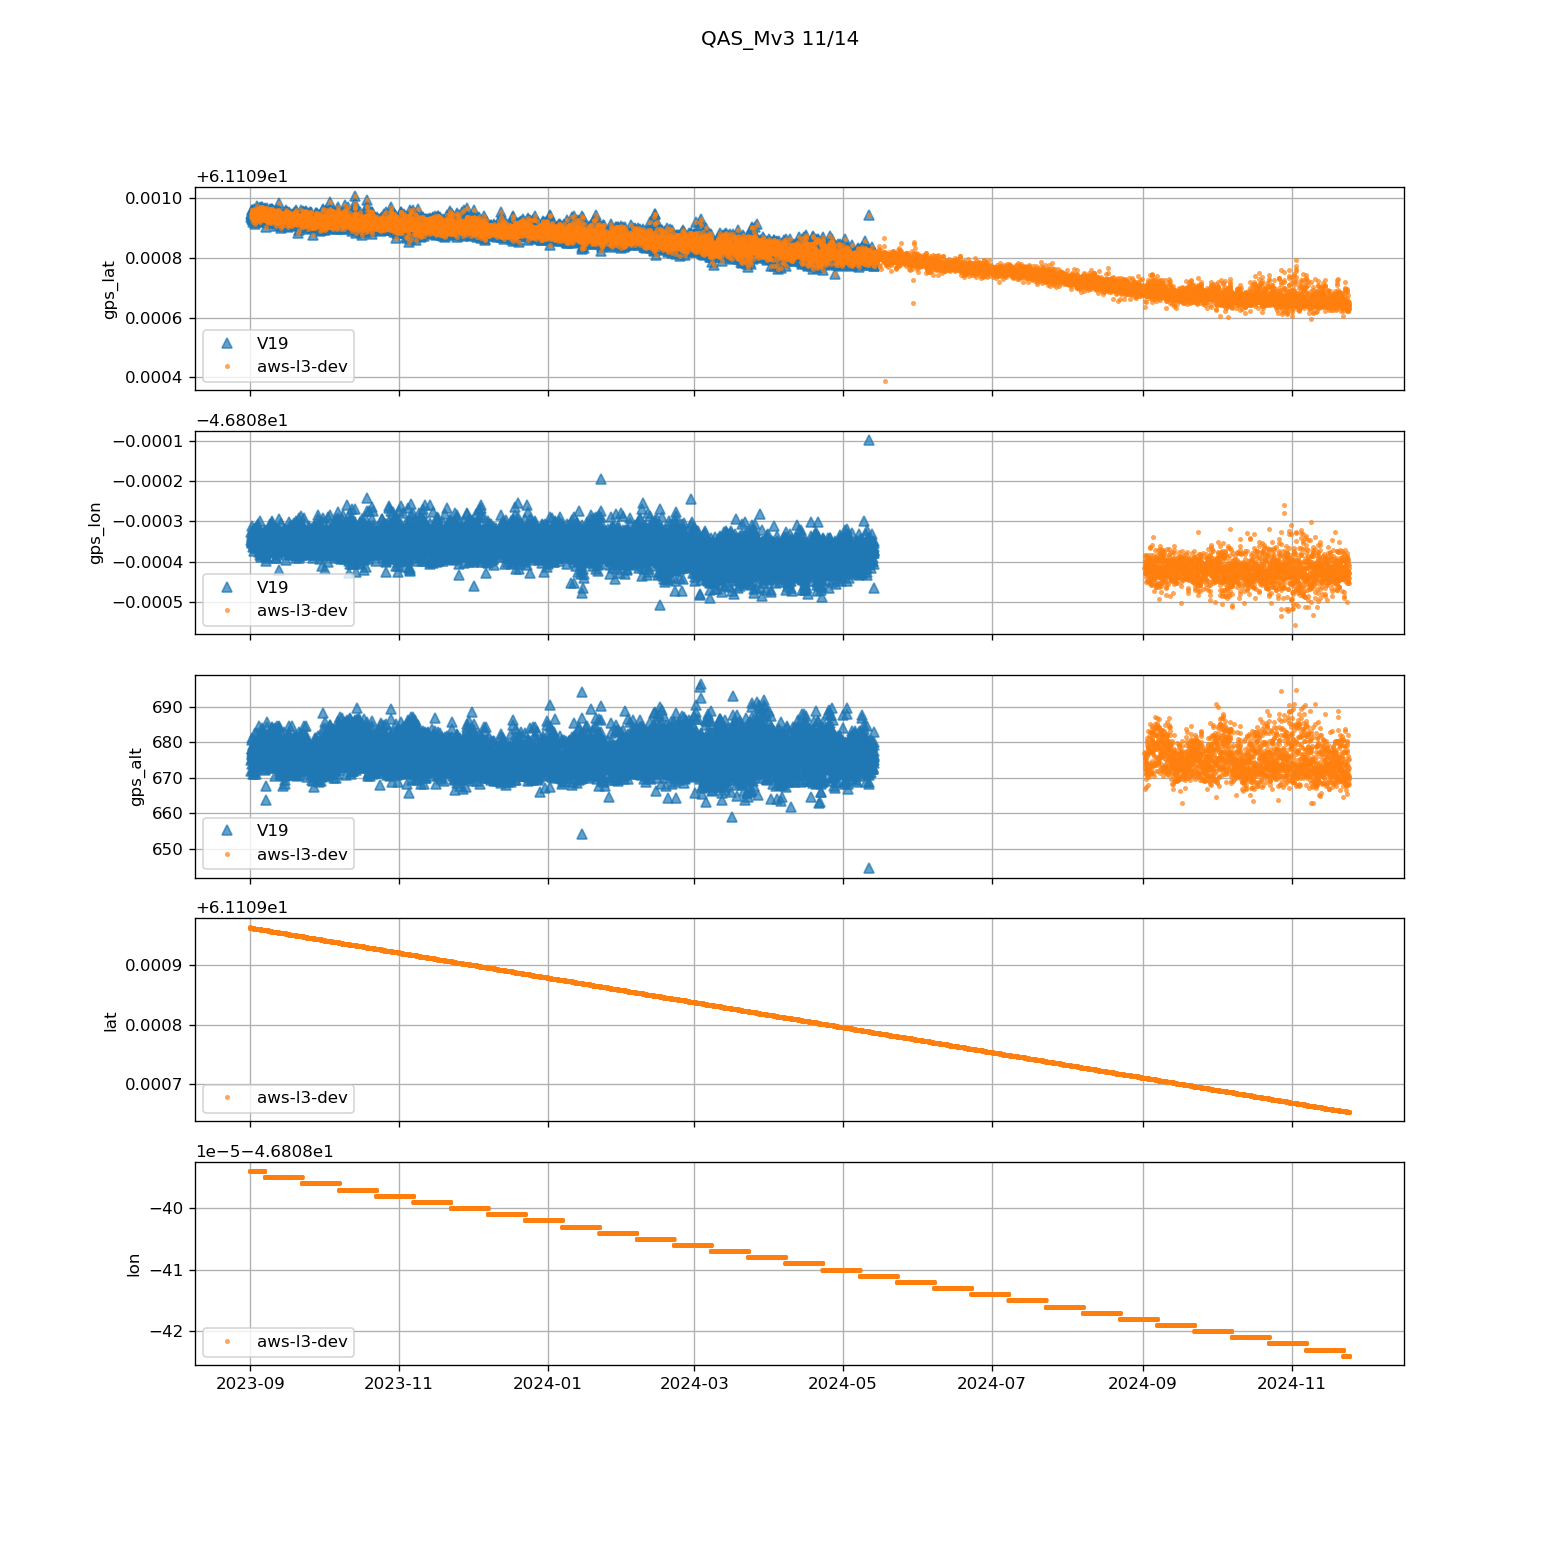 QAS_Mv3 11/14
+6.1109e1
0.0010
0.0008
0.0006
0.0004
gps_lat
V19
aws-l3-dev
−4.6808e1
−0.0001
−0.0002
−0.0003
−0.0004
−0.0005
gps_lon
V19
aws-l3-dev
690
680
670
660
650
gps_alt
V19
aws-l3-dev
+6.1109e1
0.0009
0.0008
0.0007
lat
aws-l3-dev
1e−5−4.6808e1
−40
−41
−42
lon
aws-l3-dev
2023-09 2023-11 2024-01 2024-03 2024-05 2024-07 2024-09 2024-11